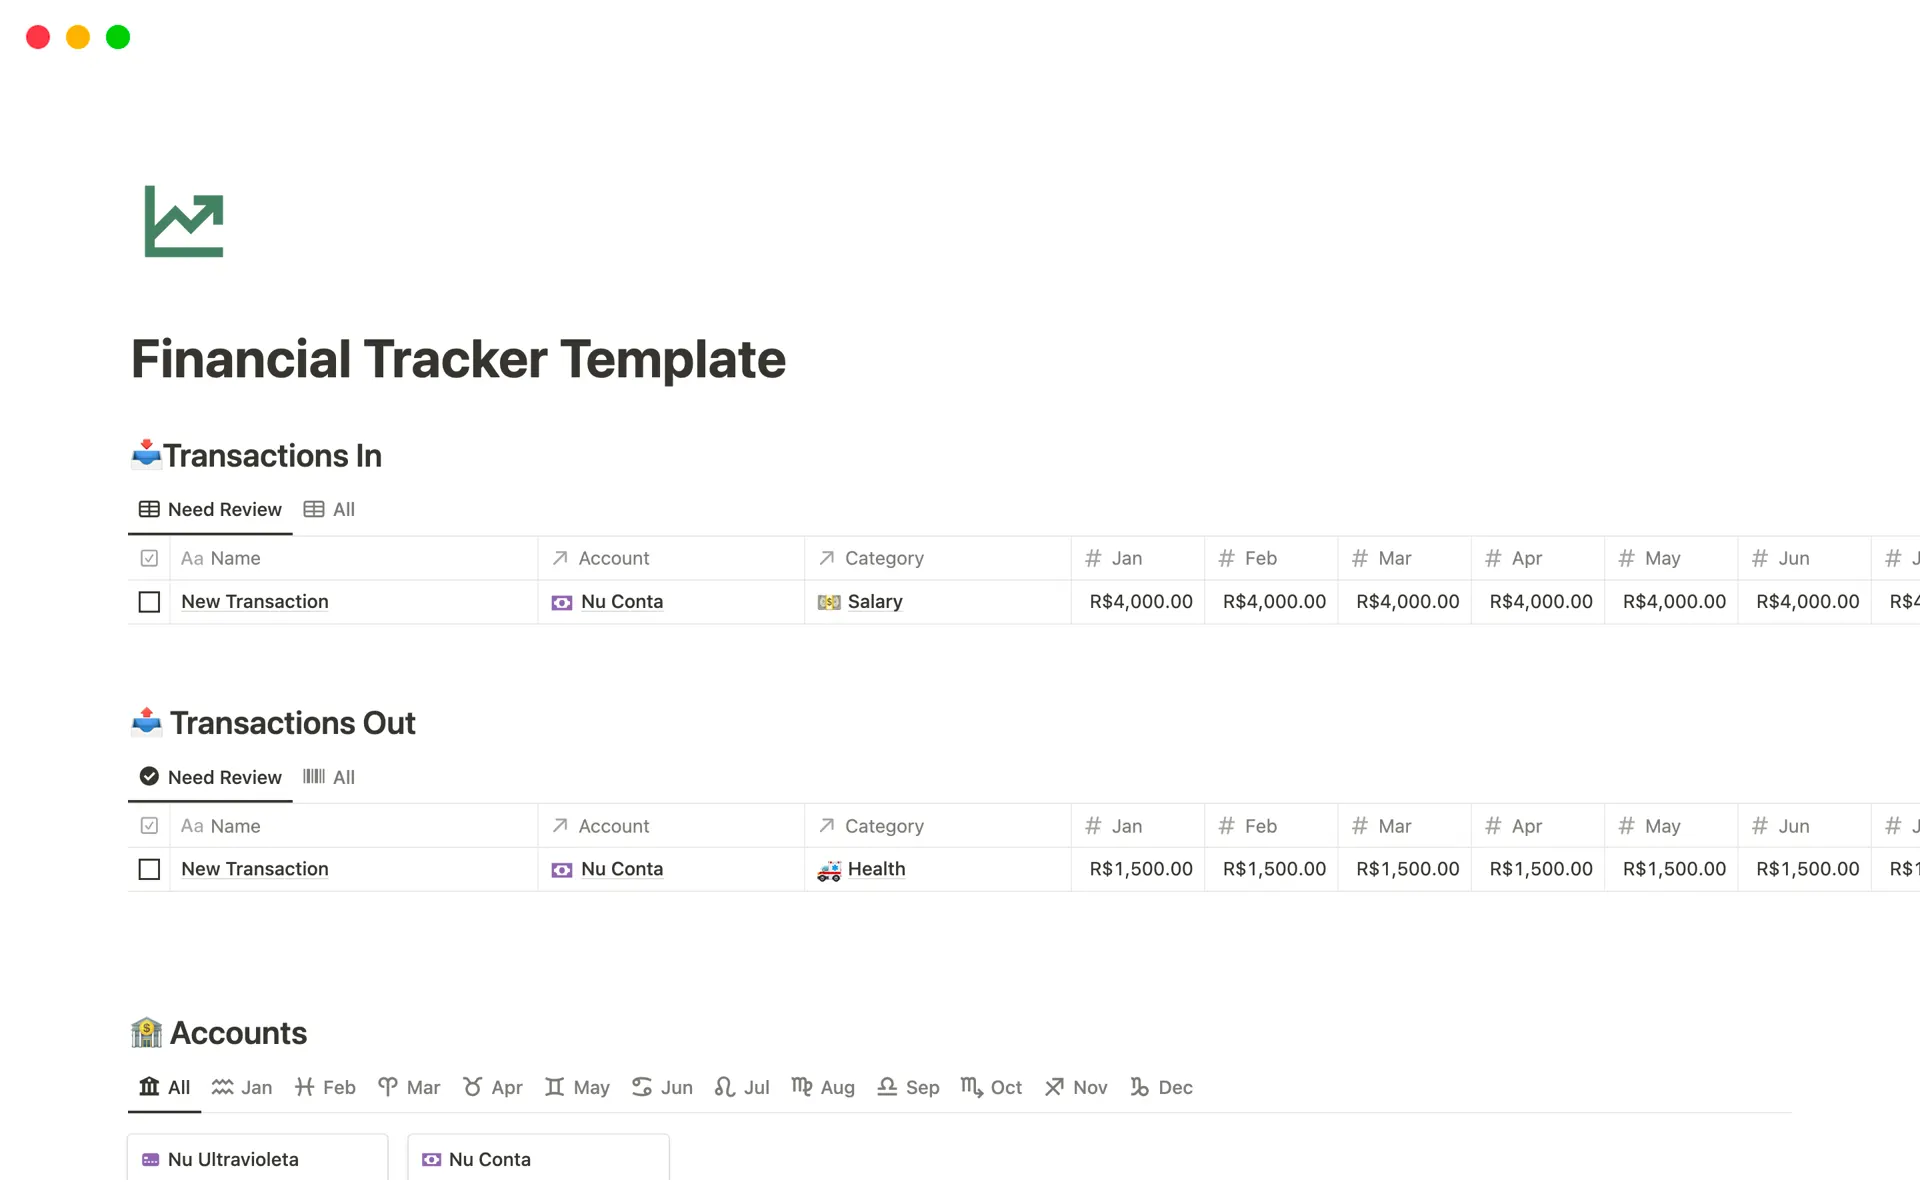 Financial Tracker Template
Transactions In
Need Review All
Aa Name Account Category # Jan # Feb # Mar # Apr # May # Jun #
New Transaction Nu Conta Salary R$4,000.00 R$4,000.00 R$4,000.00 R$4,000.00 R$4,000.00 R$4,000.00 R$4
Transactions Out
Need Review All
Aa Name Account Category # Jan # Feb # Mar # Apr # May # Jun #
New Transaction Nu Conta Health R$1,500.00 R$1,500.00 R$1,500.00 R$1,500.00 R$1,500.00 R$1,500.00 R$1
Accounts
All Jan Feb Mar Apr May Jun Jul Aug Sep Oct Nov Dec
Nu Ultravioleta Nu Conta